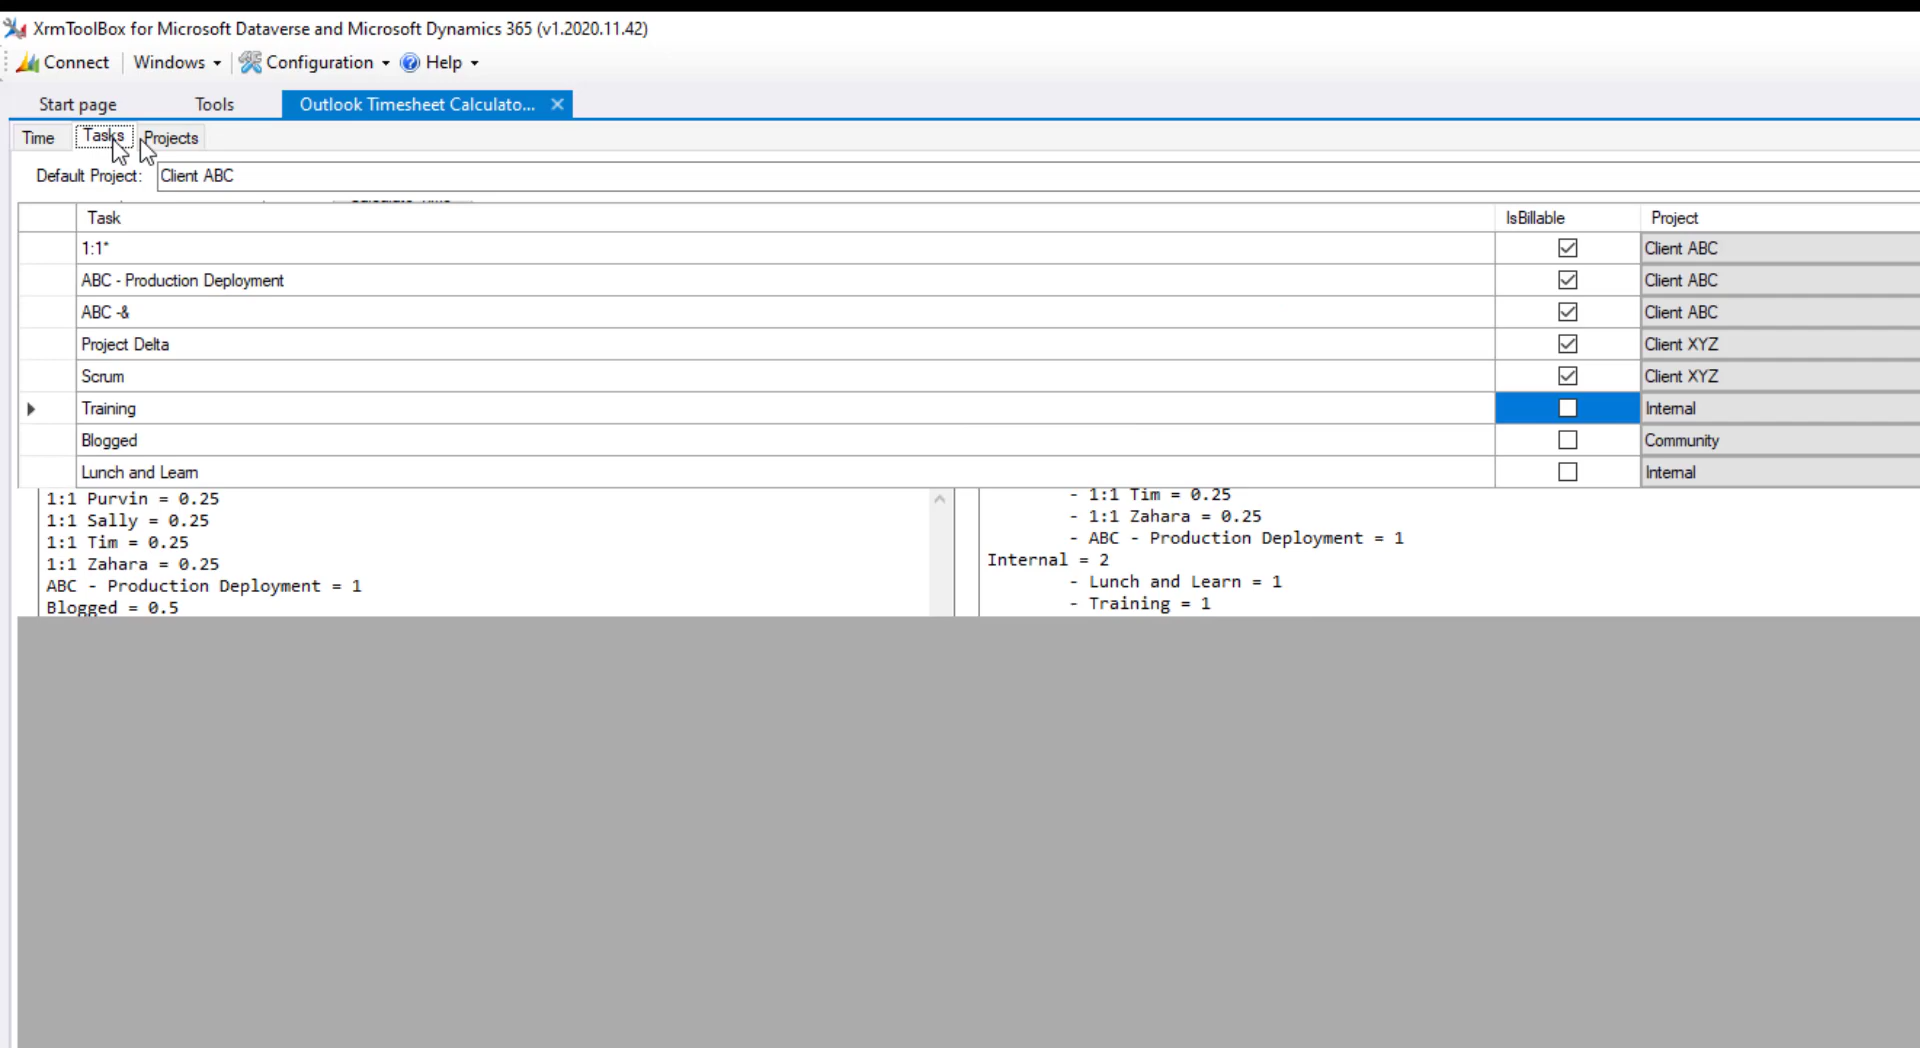 XrmToolBox for Microsoft Dataverse and Microsoft Dynamics 365 (v1.2020.11.42)
Connect Windows Configuration Help
Start page Tools Outlook Timesheet Calculato...
Time Tasks Projects
Default Project: Client ABC
Task IsBillable Project
1:1* Client ABC
ABC - Production Deployment Client ABC
ABC -& Client ABC
Project Delta Client XYZ
Scrum Client XYZ
Training Internal
Blogged Community
Lunch and Learn Internal
1:1 Purvin = 0.25
1:1 Sally = 0.25
1:1 Tim = 0.25
1:1 Zahara = 0.25
ABC - Production Deployment = 1
Blogged = 0.5
- 1:1 Tim = 0.25
- 1:1 Zahara = 0.25
- ABC - Production Deployment = 1
Internal = 2
- Lunch and Learn = 1
- Training = 1